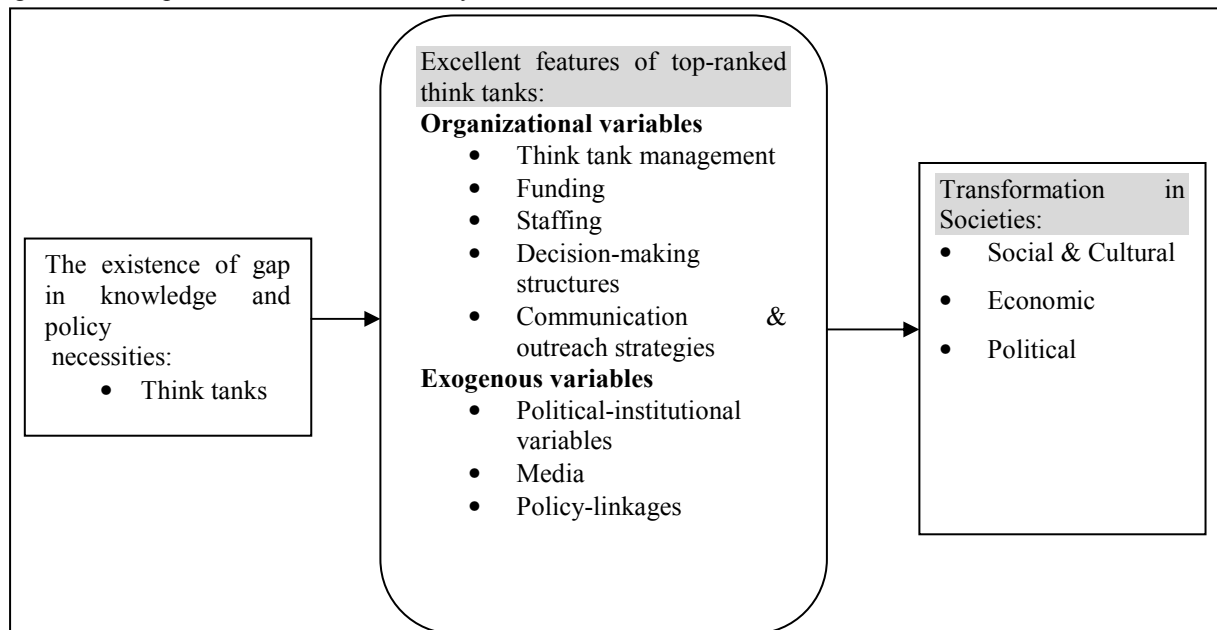 The existence of gap
in knowledge and
policy
necessities:
• Think tanks
Excellent features of top-ranked
think tanks:
Organizational variables
• Think tank management
• Funding
• Staffing
• Decision-making
structures
• Communication &
outreach strategies
Exogenous variables
• Political-institutional
variables
• Media
• Policy-linkages
Transformation in
Societies:
• Social & Cultural
• Economic
• Political